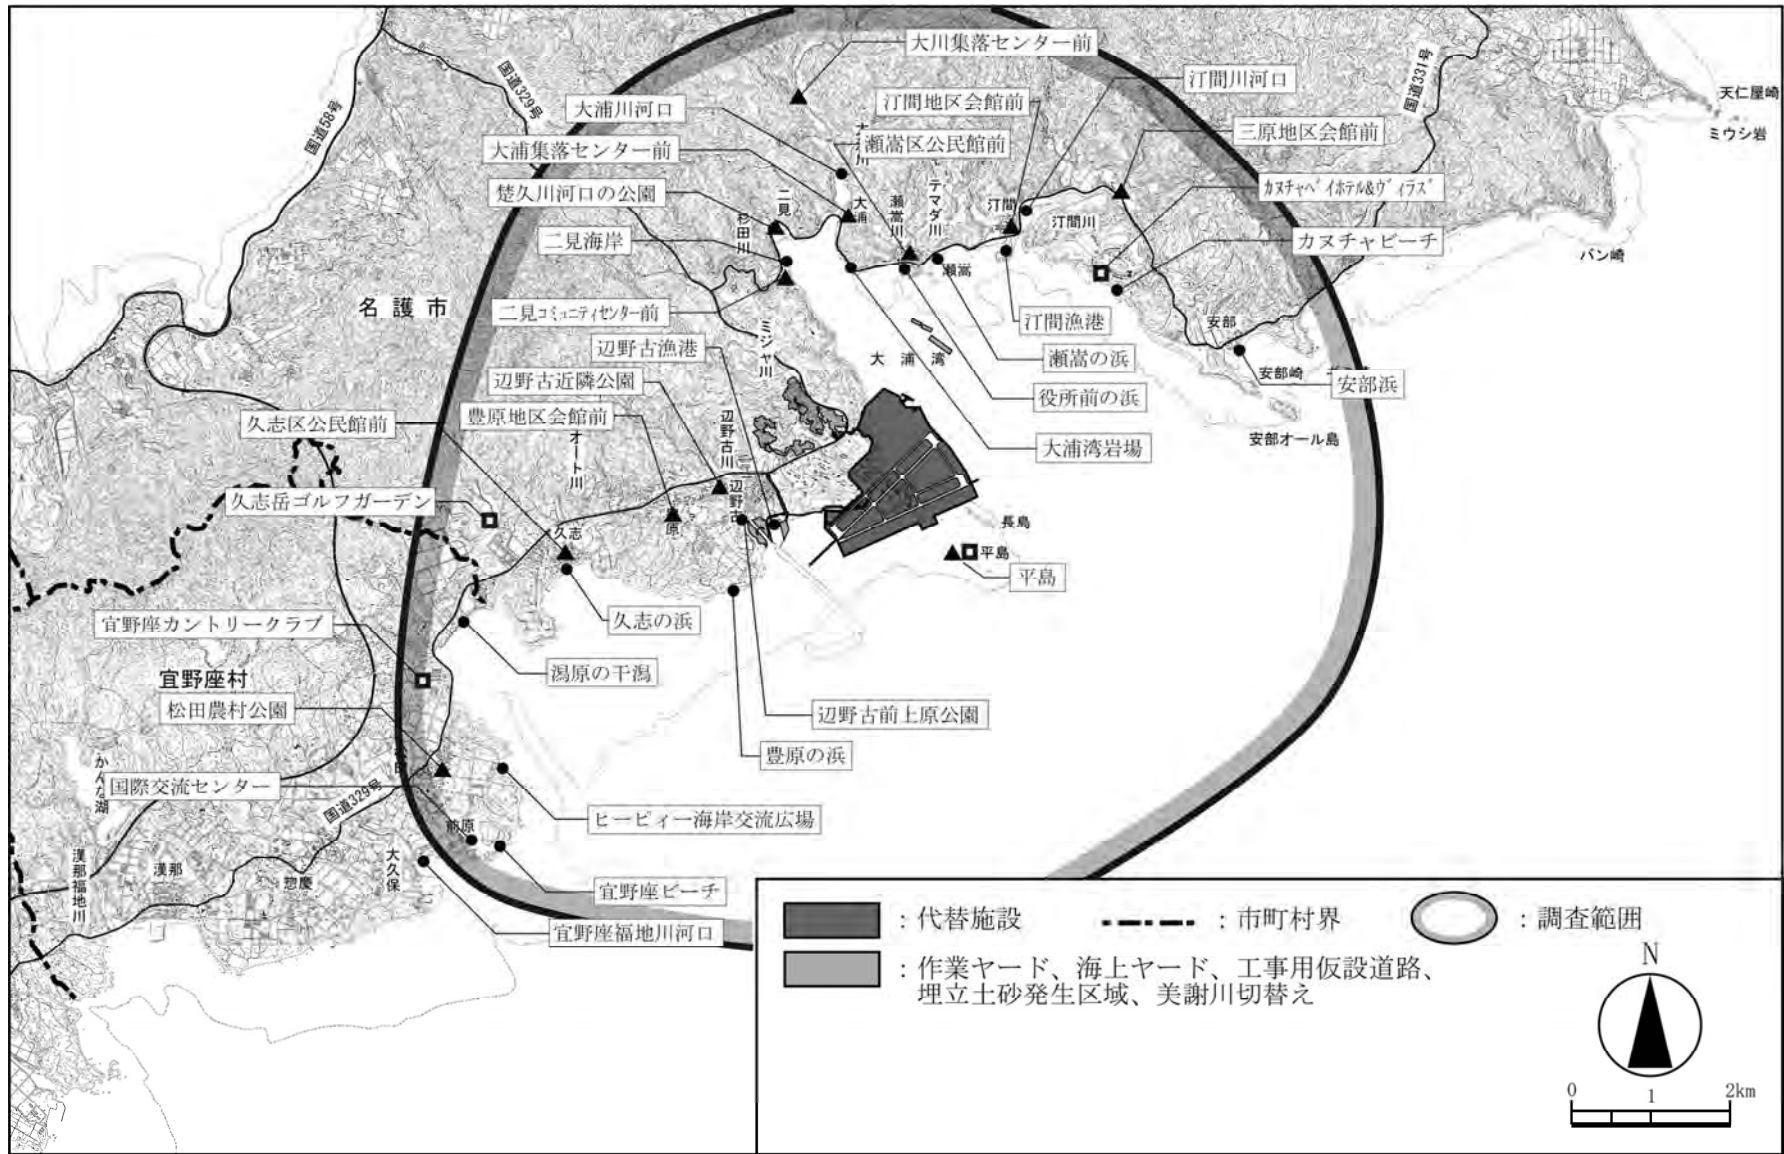 大川集落センター前
国道329号
汀間川河口
国道331号
天仁屋崎
ミウシ岩
国道58号
大浦川河口
汀間地区会館前
三原地区会館前
大浦集落センター前
瀬嵩区公民館前
楚久川河口の公園
二見
大浦
瀬嵩川
テマダ川
汀間
汀間川
カヌチャベイホテル&ヴィラズ
杉田川
二見海岸
瀬嵩
カヌチャビーチ
バン崎
名護市
二見コミュニティセンター前
汀間漁港
安部
ミジャ川
辺野古漁港
大浦湾
瀬嵩の浜
安部崎
安部浜
辺野古近隣公園
役所前の浜
久志区公民館前
豊原地区会館前
辺野古川
オート川
安部オール島
大浦湾岩場
久志岳ゴルフガーデン
辺野古
原
久志
長島
平島
平島
宜野座カントリークラブ
久志の浜
潟原の干潟
宜野座村
松田農村公園
辺野古前上原公園
豊原の浜
かんな湖
国際交流センター
国道329号
ヒーピィー海岸交流広場
前原
漢那福地川
漢那
惣慶
大久保
宜野座ビーチ
宜野座福地川河口
：代替施設
：市町村界
：調査範囲
：作業ヤード、海上ヤード、工事用仮設道路、
埋立土砂発生区域、美謝川切替え
N
0 1 2km